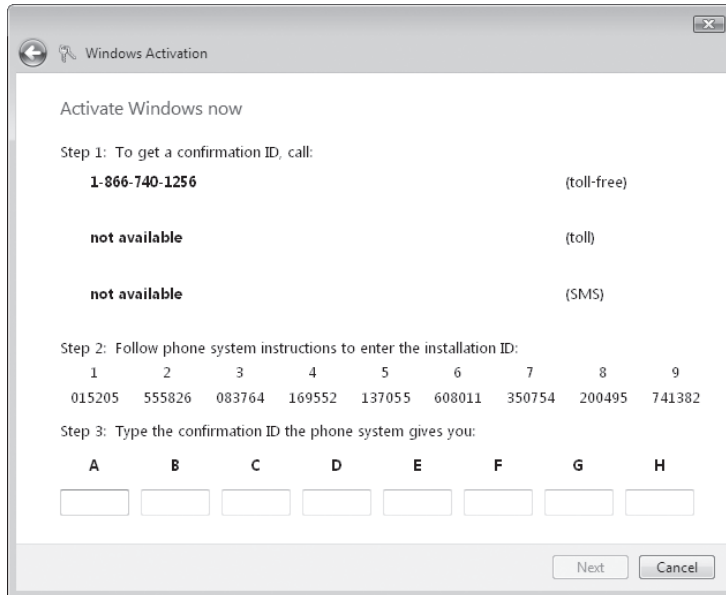 Windows Activation
Activate Windows now
Step 1: To get a confirmation ID, call:
1-866-740-1256 (toll-free)
not available (toll)
not available (SMS)
Step 2: Follow phone system instructions to enter the installation ID:
1 2 3 4 5 6 7 8 9
015205 555826 083764 169552 137055 608011 350754 200495 741382
Step 3: Type the confirmation ID the phone system gives you:
A B C D E F G H
Next Cancel